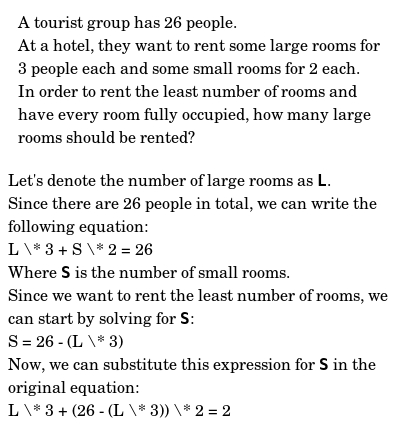 A tourist group has 26 people.
At a hotel, they want to rent some large rooms for
3 people each and some small rooms for 2 each.
In order to rent the least number of rooms and
have every room fully occupied, how many large
rooms should be rented?
Let's denote the number of large rooms as L.
Since there are 26 people in total, we can write the
following equation:
L \* 3 + S \* 2 = 26
Where S is the number of small rooms.
Since we want to rent the least number of rooms, we
can start by solving for S:
S = 26 - (L \* 3)
Now, we can substitute this expression for S in the
original equation:
L \* 3 + (26 - (L \* 3)) \* 2 = 2